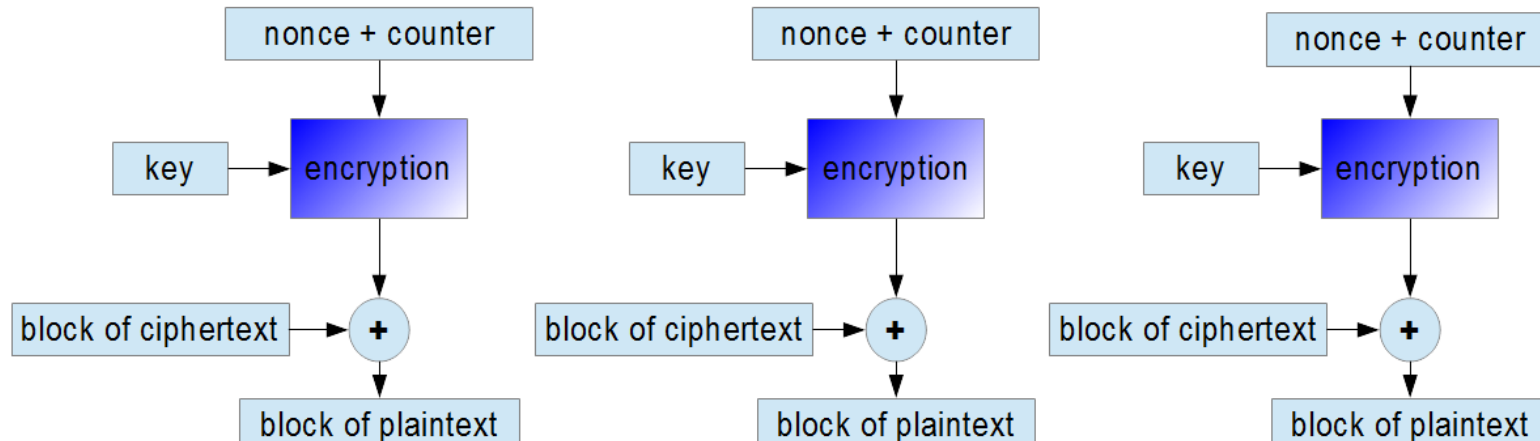 nonce + counter nonce + counter nonce + counter
key encryption key encryption key encryption
block of ciphertext + block of ciphertext + block of ciphertext +
block of plaintext block of plaintext block of plaintext